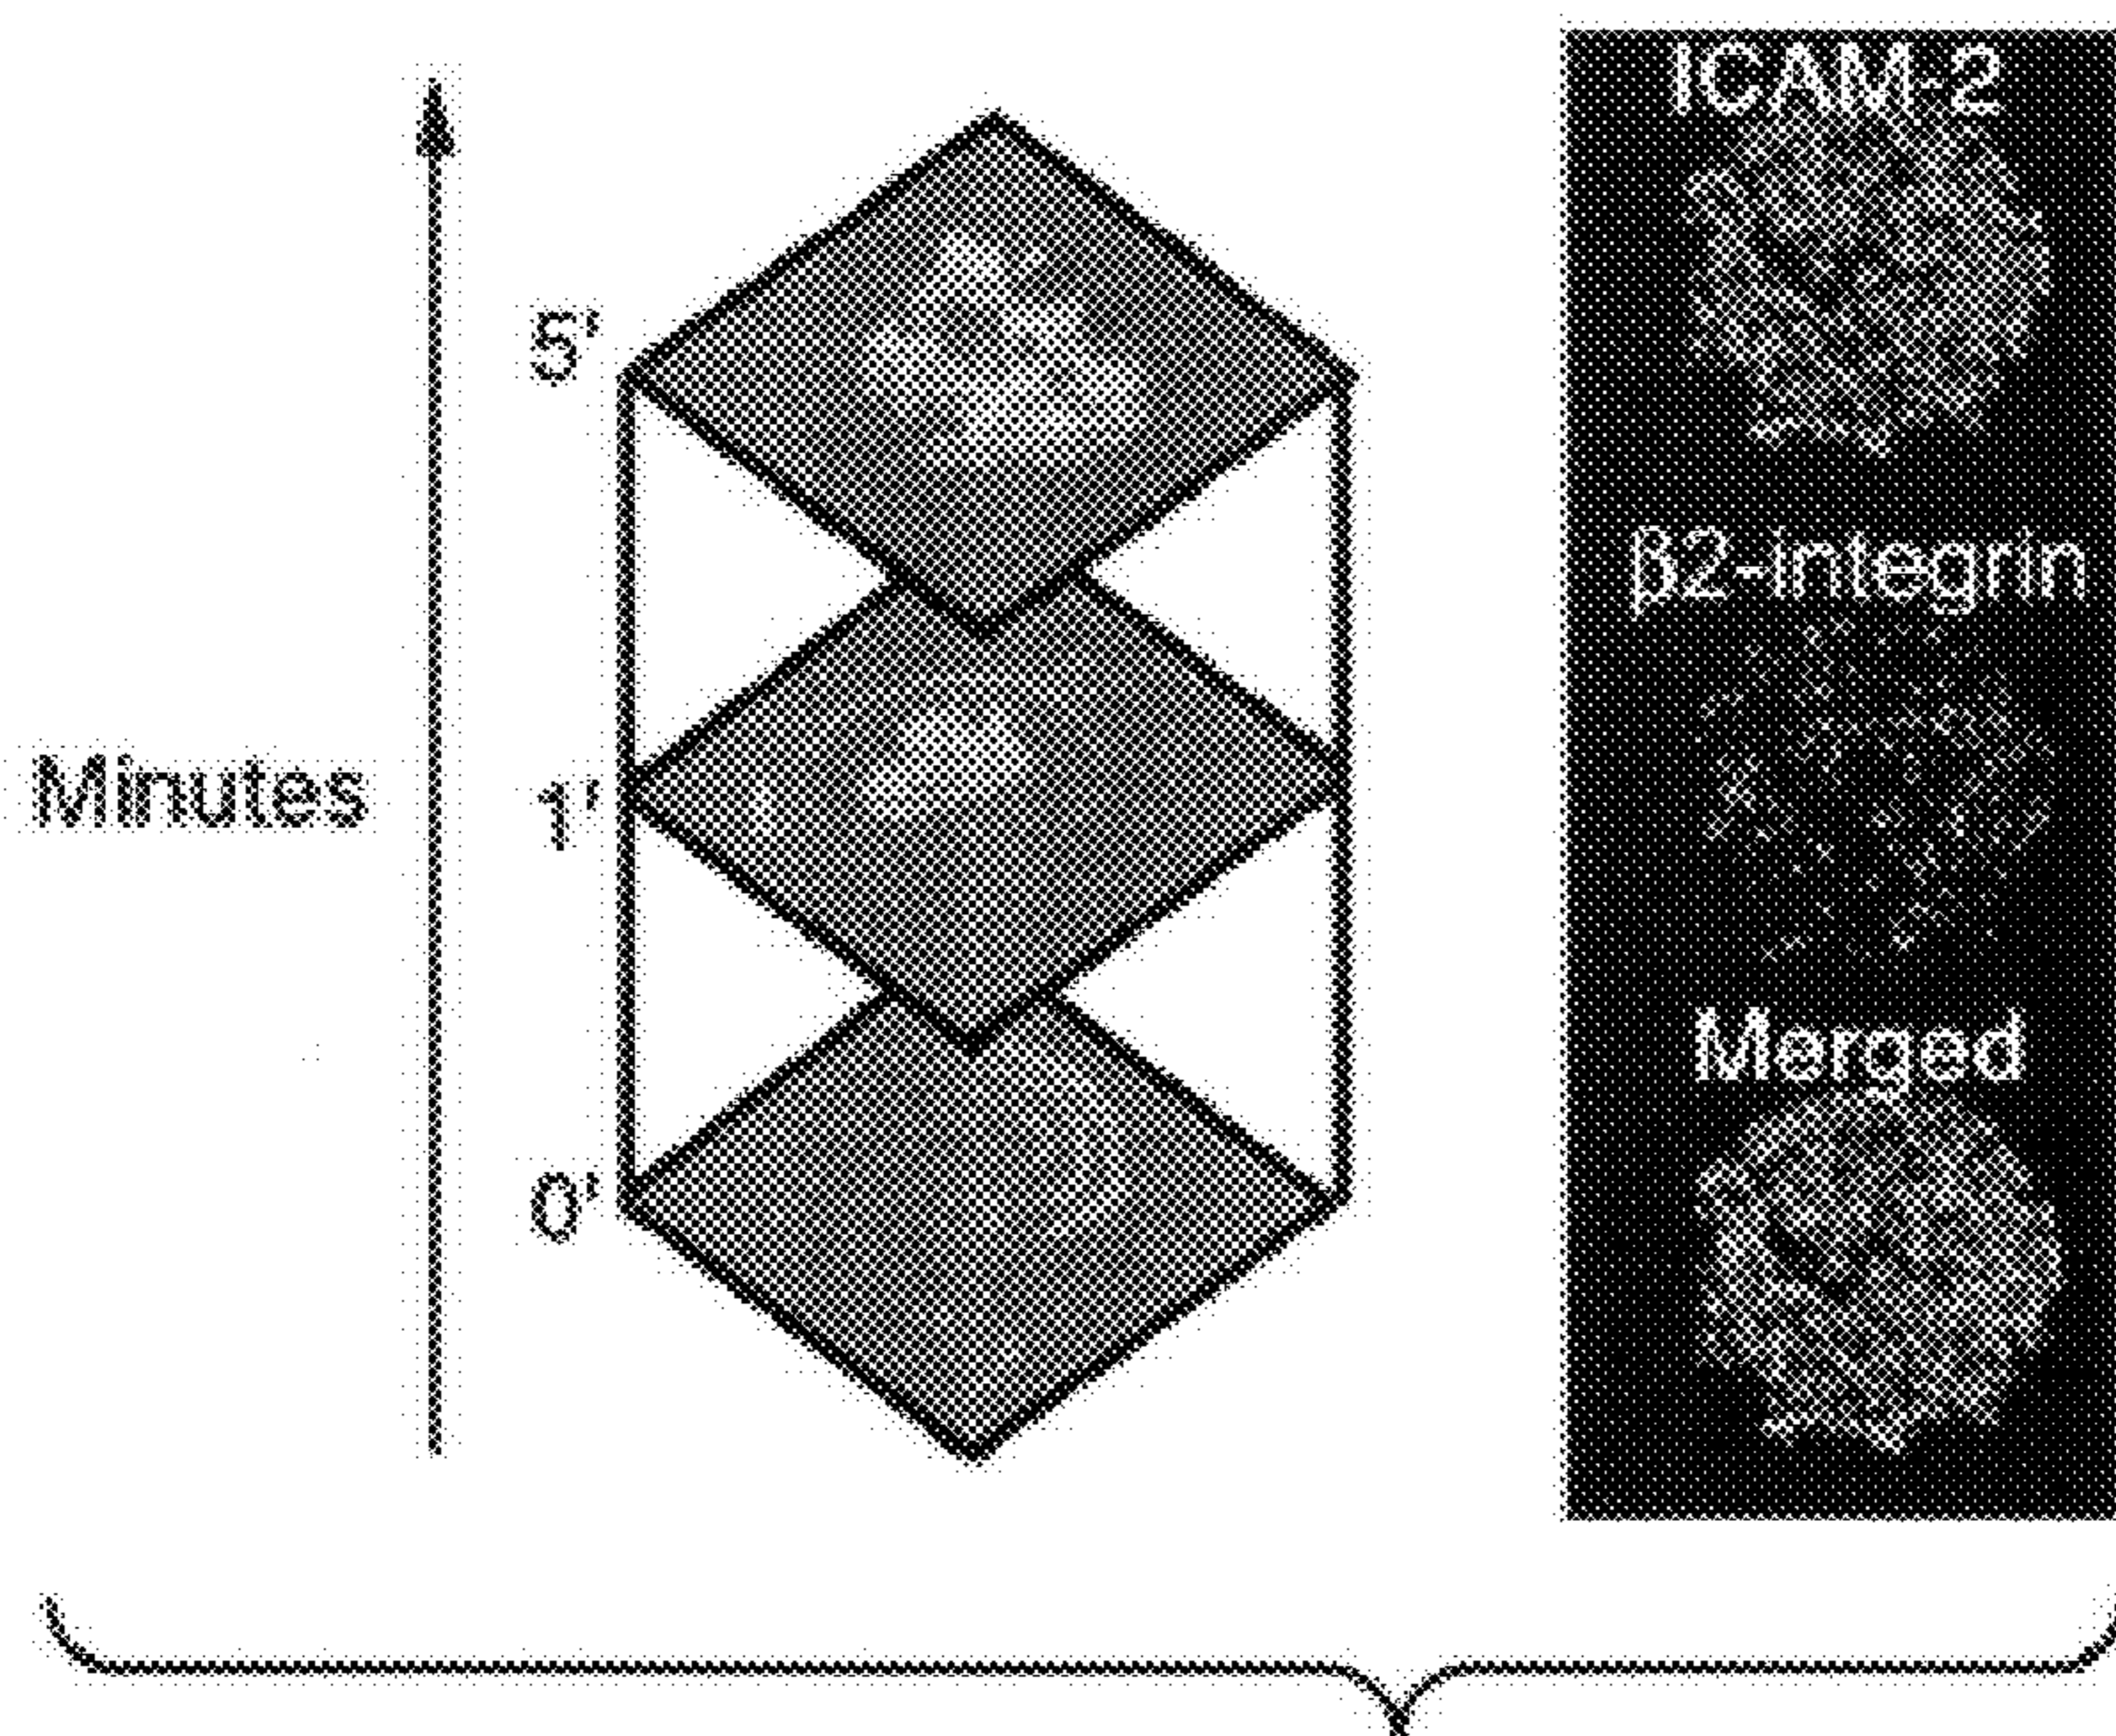 Minutes
5'
1'
0'
ICAM-2
β2-integrin
Merged